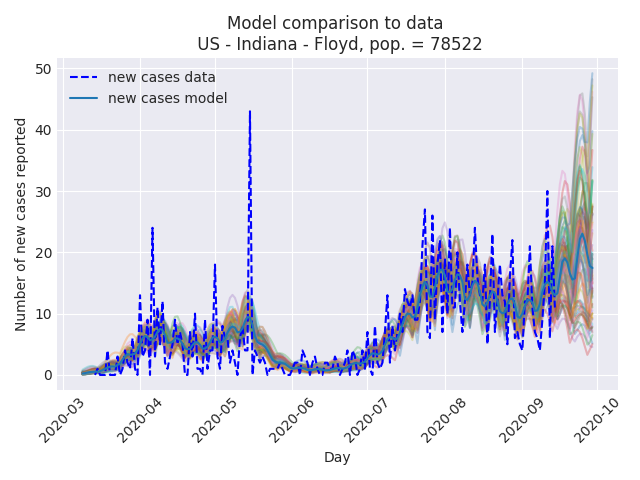 Model comparison to data
US - Indiana - Floyd, pop. = 78522
new cases data
new cases model
Number of new cases reported
50
40
30
20
10
0
2020-03
2020-04
2020-05
2020-06
2020-07
2020-08
2020-09
2020-10
Day